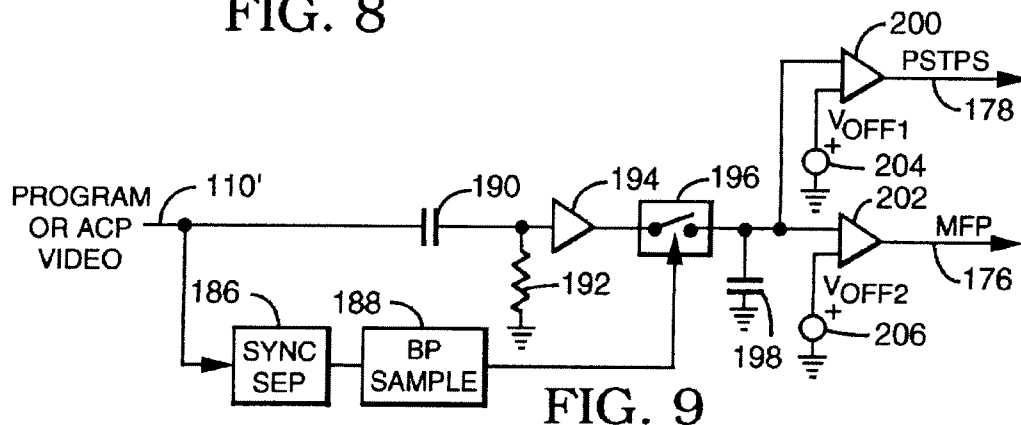 FIG. 8
200
PSTPS
178
VOFF1
+
204
PROGRAM
OR ACP
VIDEO
110'
190
194
196
202
MFP
176
192
198
VOFF2
+
206
186
SYNC
SEP
188
BP
SAMPLE
FIG. 9